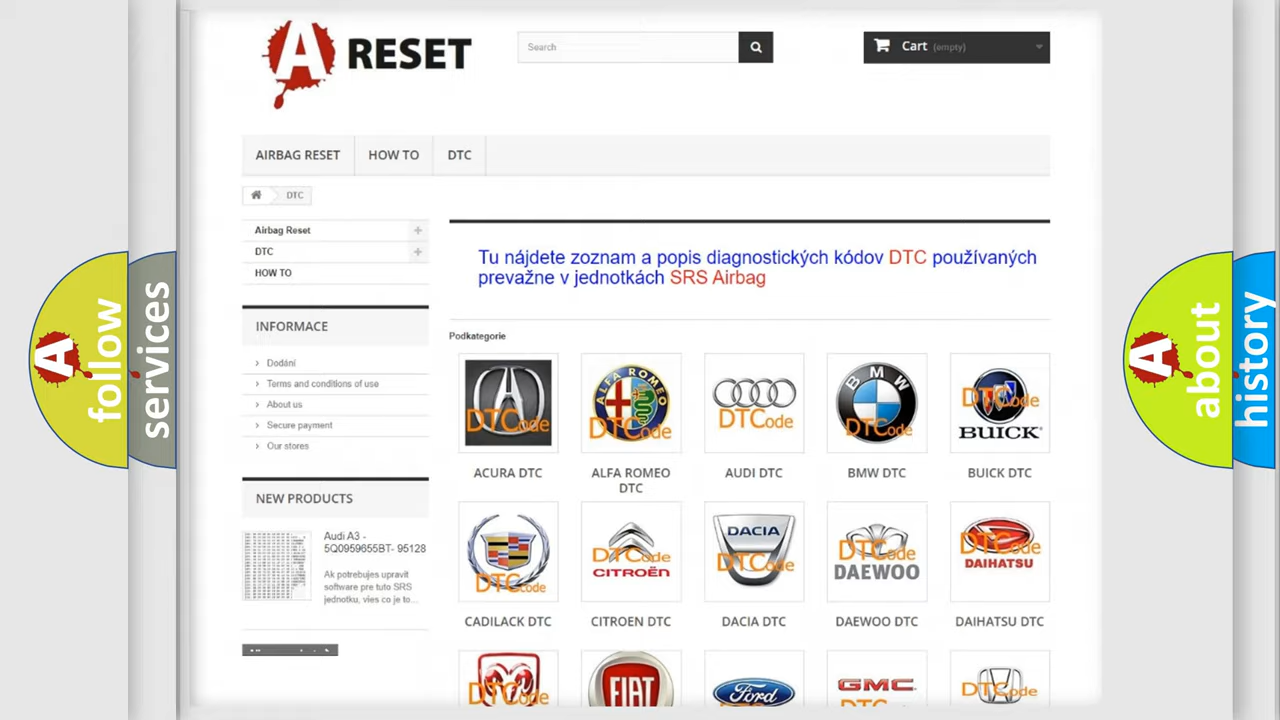 A RESET
Search
Cart (empty)
AIRBAG RESET
HOW TO
DTC
DTC
Airbag Reset
DTC
HOW TO
INFORMACE
Dodání
Terms and conditions of use
About us
Secure payment
Our stores
NEW PRODUCTS
Audi A3 -
5Q0959655BT- 95128
Ak potrebujes upravit
software pre tuto SRS
jednotku, vies co je to...
Tu nájdete zoznam a popis diagnostických kódov DTC používaných
prevažne v jednotkách SRS Airbag
Podkategorie
DTCode
ALFA ROMEO
DTCode
DTCode
BMW
DTCode
DTCode
BUICK
ACURA DTC
ALFA ROMEO
DTC
AUDI DTC
BMW DTC
BUICK DTC
DTCode
DTCode
CITROËN
DACIA
DTCode
DTCode
DAEWOO
DTCode
DAIHATSU
CADILACK DTC
CITROEN DTC
DACIA DTC
DAEWOO DTC
DAIHATSU DTC
DTCode
FIAT
Ford
GMC
DTCode
A
follow
services
A
about
history